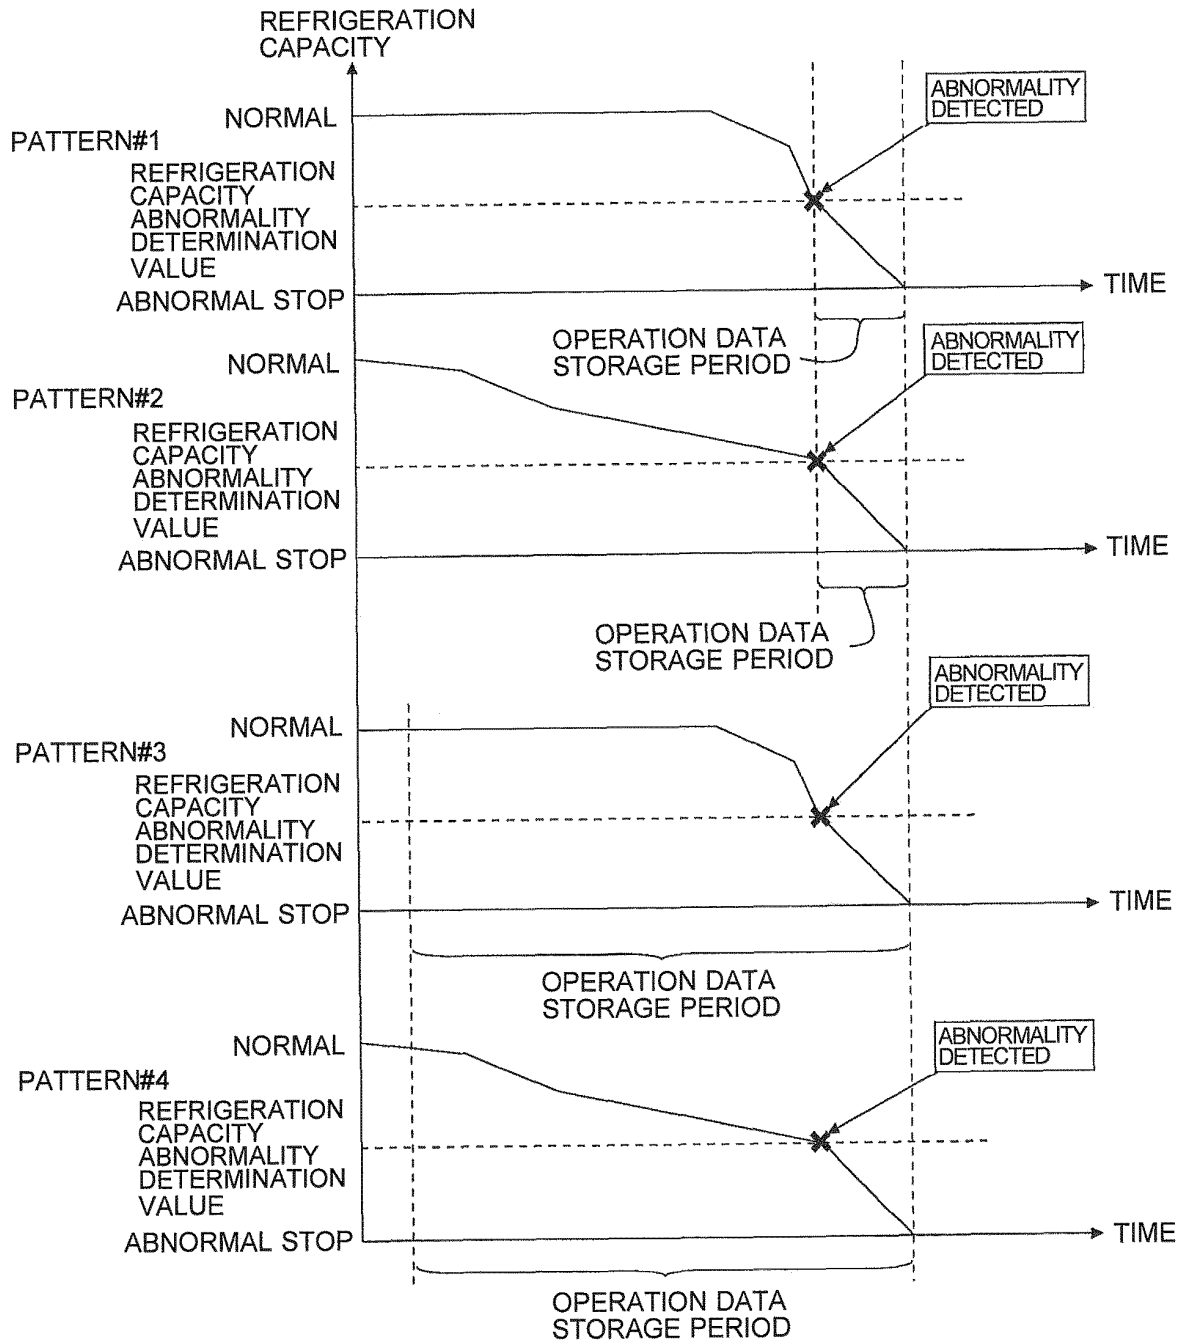 REFRIGERATION
CAPACITY
ABNORMALITY
DETECTED
NORMAL
PATTERN#1
REFRIGERATION
CAPACITY
ABNORMALITY
DETERMINATION
VALUE
ABNORMAL STOP
TIME
OPERATION DATA
STORAGE PERIOD
ABNORMALITY
DETECTED
NORMAL
PATTERN#2
REFRIGERATION
CAPACITY
ABNORMALITY
DETERMINATION
VALUE
ABNORMAL STOP
TIME
OPERATION DATA
STORAGE PERIOD
ABNORMALITY
DETECTED
NORMAL
PATTERN#3
REFRIGERATION
CAPACITY
ABNORMALITY
DETERMINATION
VALUE
ABNORMAL STOP
TIME
OPERATION DATA
STORAGE PERIOD
ABNORMALITY
DETECTED
NORMAL
PATTERN#4
REFRIGERATION
CAPACITY
ABNORMALITY
DETERMINATION
VALUE
ABNORMAL STOP
TIME
OPERATION DATA
STORAGE PERIOD